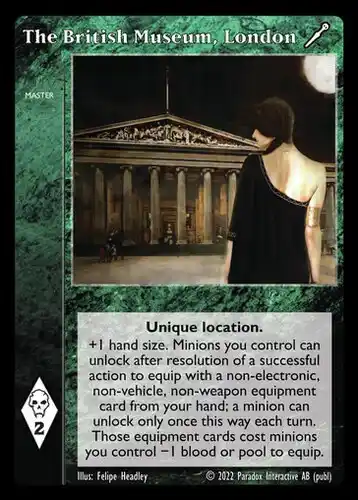 The British Museum, London
MASTER
Unique location.
+1 hand size. Minions you control can
unlock after resolution of a successful
action to equip with a non-electronic,
non-vehicle, non-weapon equipment
card from your hand; a minion can
unlock only once this way each turn.
Those equipment cards cost minions
you control −1 blood or pool to equip.
2
Illus: Felipe Headley © 2022 Paradox Interactive AB (publ)